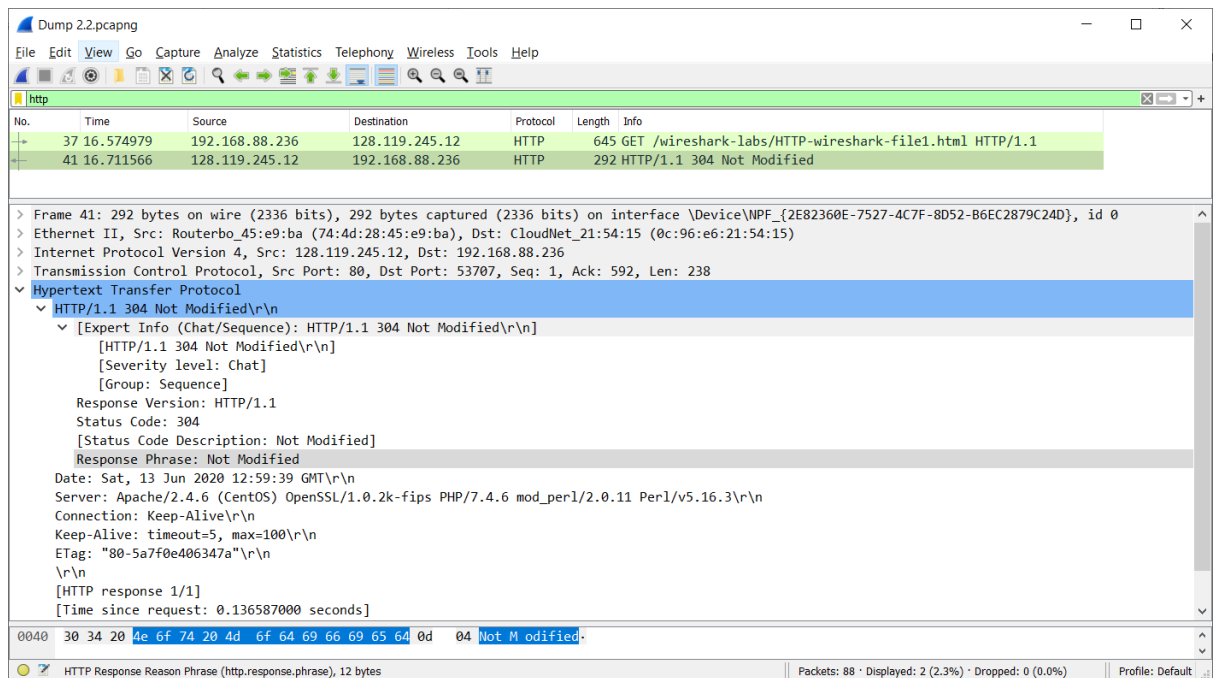 Dump 2.2.pcapng
File Edit View Go Capture Analyze Statistics Telephony Wireless Tools Help
http
No. Time Source Destination Protocol Length Info
37 16.574979 192.168.88.236 128.119.245.12 HTTP 645 GET /wireshark-labs/HTTP-wireshark-file1.html HTTP/1.1
41 16.711566 128.119.245.12 192.168.88.236 HTTP 292 HTTP/1.1 304 Not Modified
Frame 41: 292 bytes on wire (2336 bits), 292 bytes captured (2336 bits) on interface \Device\NPF_{2E82360E-7527-4C7F-8D52-B6EC2879C24D}, id 0
Ethernet II, Src: Routerbo_45:e9:ba (74:4d:28:45:e9:ba), Dst: CloudNet_21:54:15 (0c:96:e6:21:54:15)
Internet Protocol Version 4, Src: 128.119.245.12, Dst: 192.168.88.236
Transmission Control Protocol, Src Port: 80, Dst Port: 53707, Seq: 1, Ack: 592, Len: 238
Hypertext Transfer Protocol
HTTP/1.1 304 Not Modified\r\n
[Expert Info (Chat/Sequence): HTTP/1.1 304 Not Modified\r\n]
[HTTP/1.1 304 Not Modified\r\n]
[Severity level: Chat]
[Group: Sequence]
Response Version: HTTP/1.1
Status Code: 304
[Status Code Description: Not Modified]
Response Phrase: Not Modified
Date: Sat, 13 Jun 2020 12:59:39 GMT\r\n
Server: Apache/2.4.6 (CentOS) OpenSSL/1.0.2k-fips PHP/7.4.6 mod_perl/2.0.11 Perl/v5.16.3\r\n
Connection: Keep-Alive\r\n
Keep-Alive: timeout=5, max=100\r\n
ETag: "80-5a7f0e406347a"\r\n
\r\n
[HTTP response 1/1]
[Time since request: 0.136587000 seconds]
0040 30 34 20 4e 6f 74 20 4d 6f 64 69 66 69 65 64 0d 04 Not M odified·
HTTP Response Reason Phrase (http.response.phrase), 12 bytes Packets: 88 · Displayed: 2 (2.3%) · Dropped: 0 (0.0%) Profile: Default